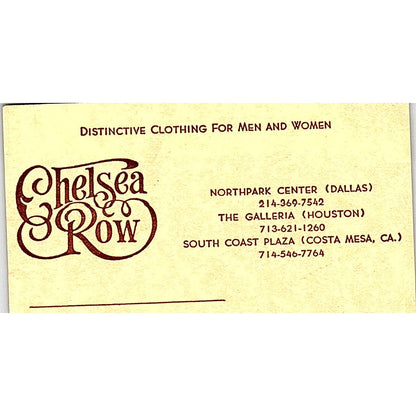 Distinctive Clothing For Men and Women
Chelsea
Row
NORTHPARK CENTER (DALLAS)
214-369-7542
THE GALLERIA (HOUSTON)
713-621-1260
SOUTH COAST PLAZA (COSTA MESA, CA.)
714-546-7764